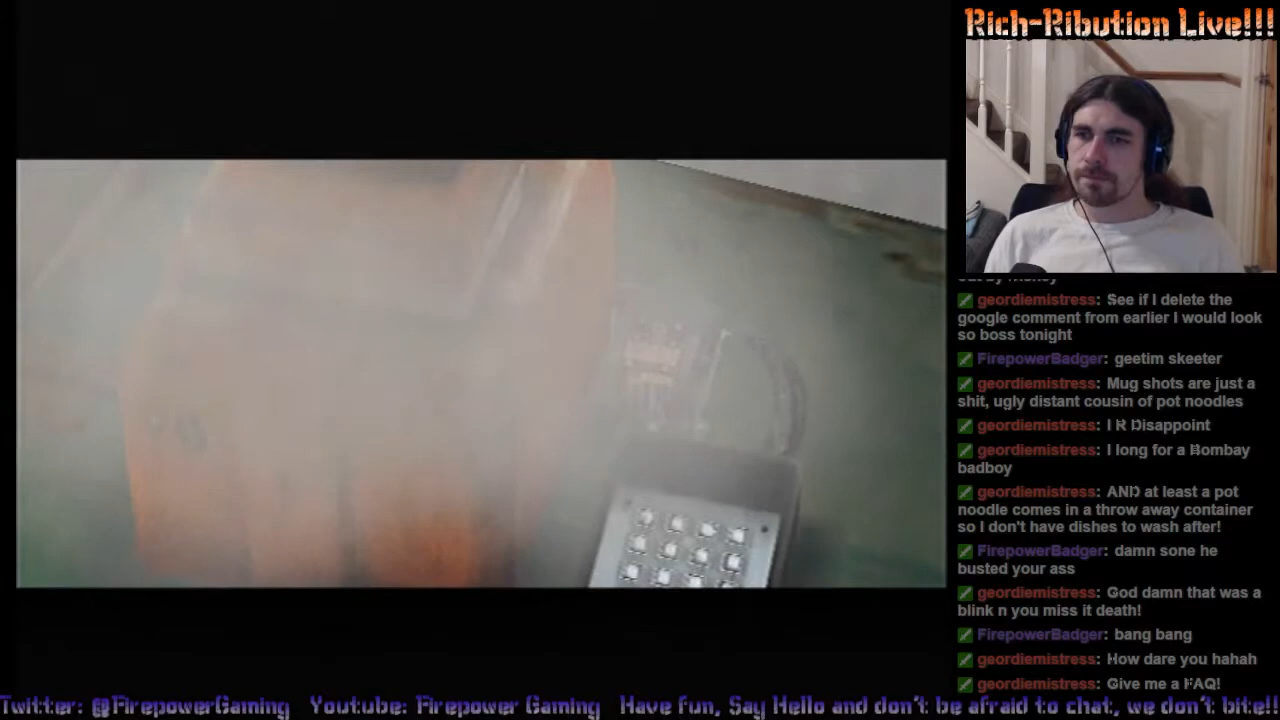 Rich-Ribution Live!!!
geordiemistress: See if I delete the
google comment from earlier I would look
so boss tonight
FirepowerBadger: geetim skeeter
geordiemistress: Mug shots are just a
shit, ugly distant cousin of pot noodles
geordiemistress: I R Disappoint
geordiemistress: I long for a Bombay
badboy
geordiemistress: AND at least a pot
noodle comes in a throw away container
so I don't have dishes to wash after!
FirepowerBadger: damn sone he
busted your ass
geordiemistress: God damn that was a
blink n you miss it death!
FirepowerBadger: bang bang
geordiemistress: How dare you hahah
geordiemistress: Give me a FAQ!
Twitter: @FirepowerGaming Youtube: Firepower Gaming Have fun, Say Hello and don't be afraid to chat, we don't bite!!